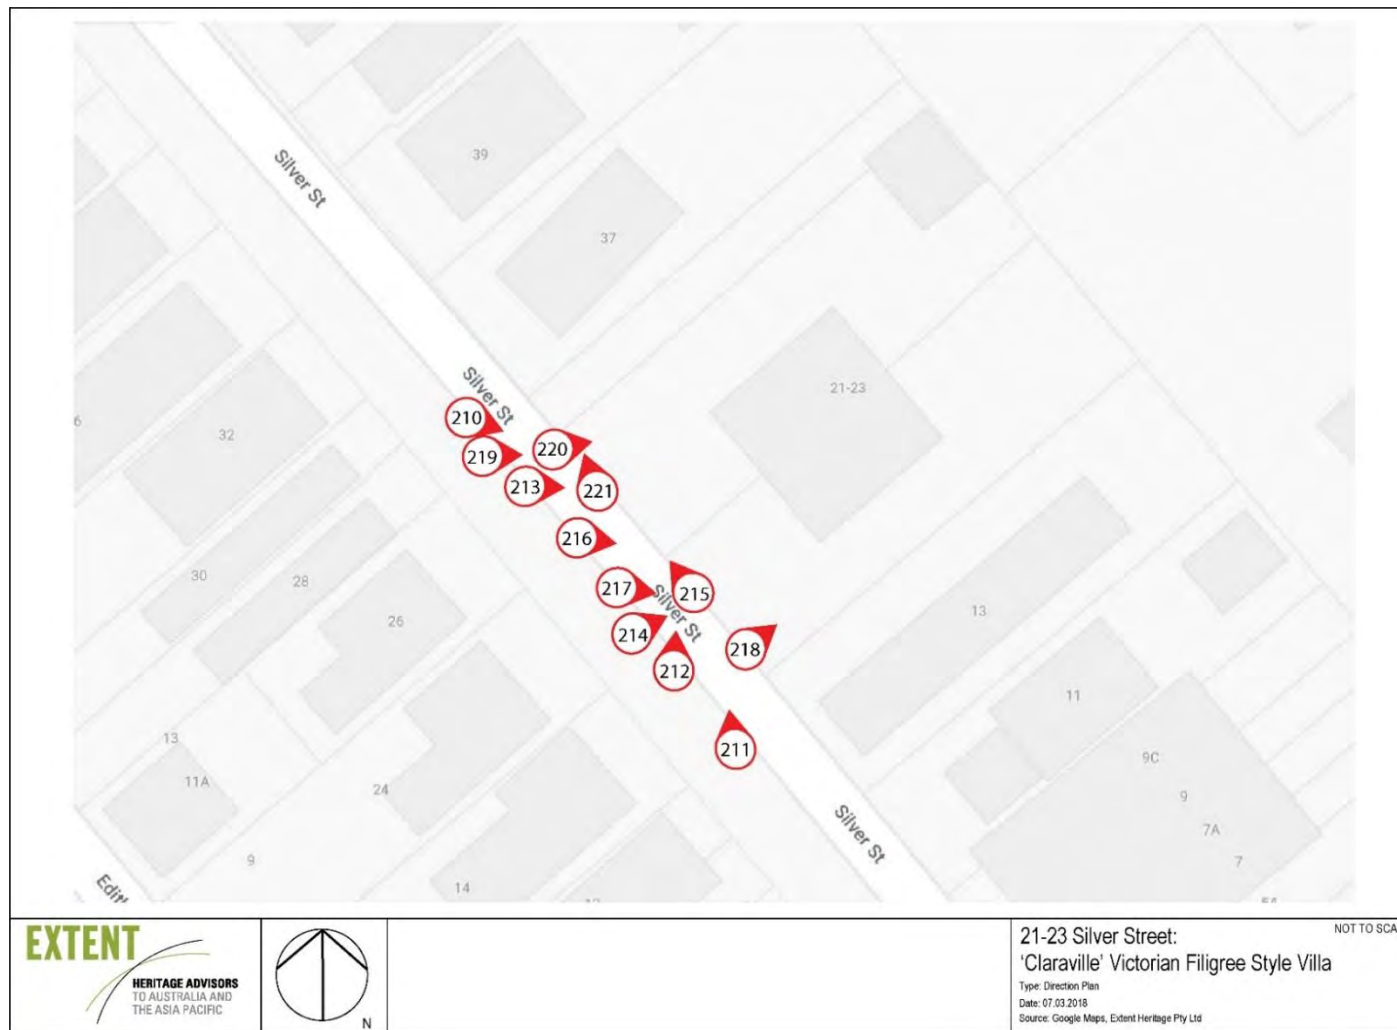 39
37
Silver St
21-23
Silver St
6
32
210
219
220
213
221
216
30
28
26
217
215
Silver St
214
218
212
13
11
211
13
11A
24
9C
9
7A
7
Silver St
9
14
EXTENT
HERITAGE ADVISORS
TO AUSTRALIA AND
THE ASIA PACIFIC
N
21-23 Silver Street:
NOT TO SCA
'Claraville' Victorian Filigree Style Villa
Type: Direction Plan
Date: 07.03.2018
Source: Google Maps, Extent Heritage Pty Ltd